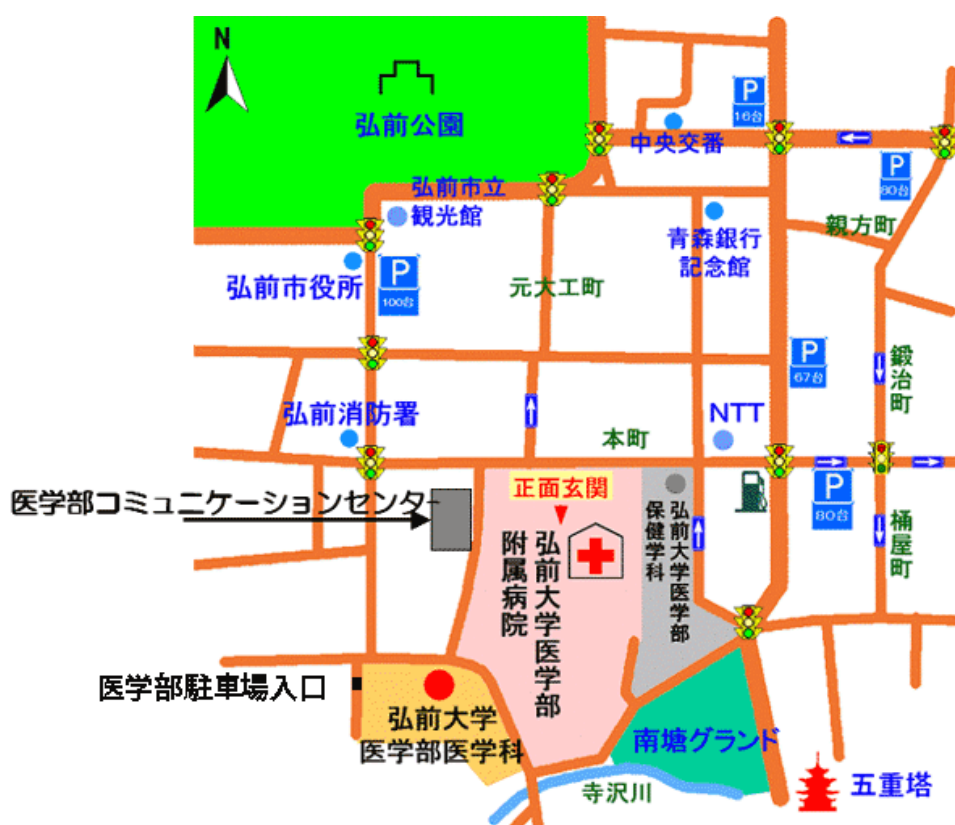 N
弘前公園
P
16台
中央交番
P
80台
弘前市立
観光館
親方町
青森銀行
記念館
弘前市役所
P
100台
元大工町
P
67台
鍛治町
弘前消防署
NTT
本町
正面玄関
医学部コミュニケーションセンター
P
80台
弘前大学医学部
保健学科
弘前大学医学部
附属病院
桶屋町
医学部駐車場入口
弘前大学
医学部医学科
南塘グランド
寺沢川
五重塔